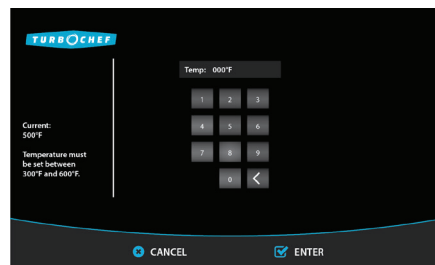 TURBOCHEF
Temp: 000°F
1 2 3
4 5 6
7 8 9
0 <
Current:
500°F
Temperature must
be set between
300°F and 600°F.
CANCEL
ENTER